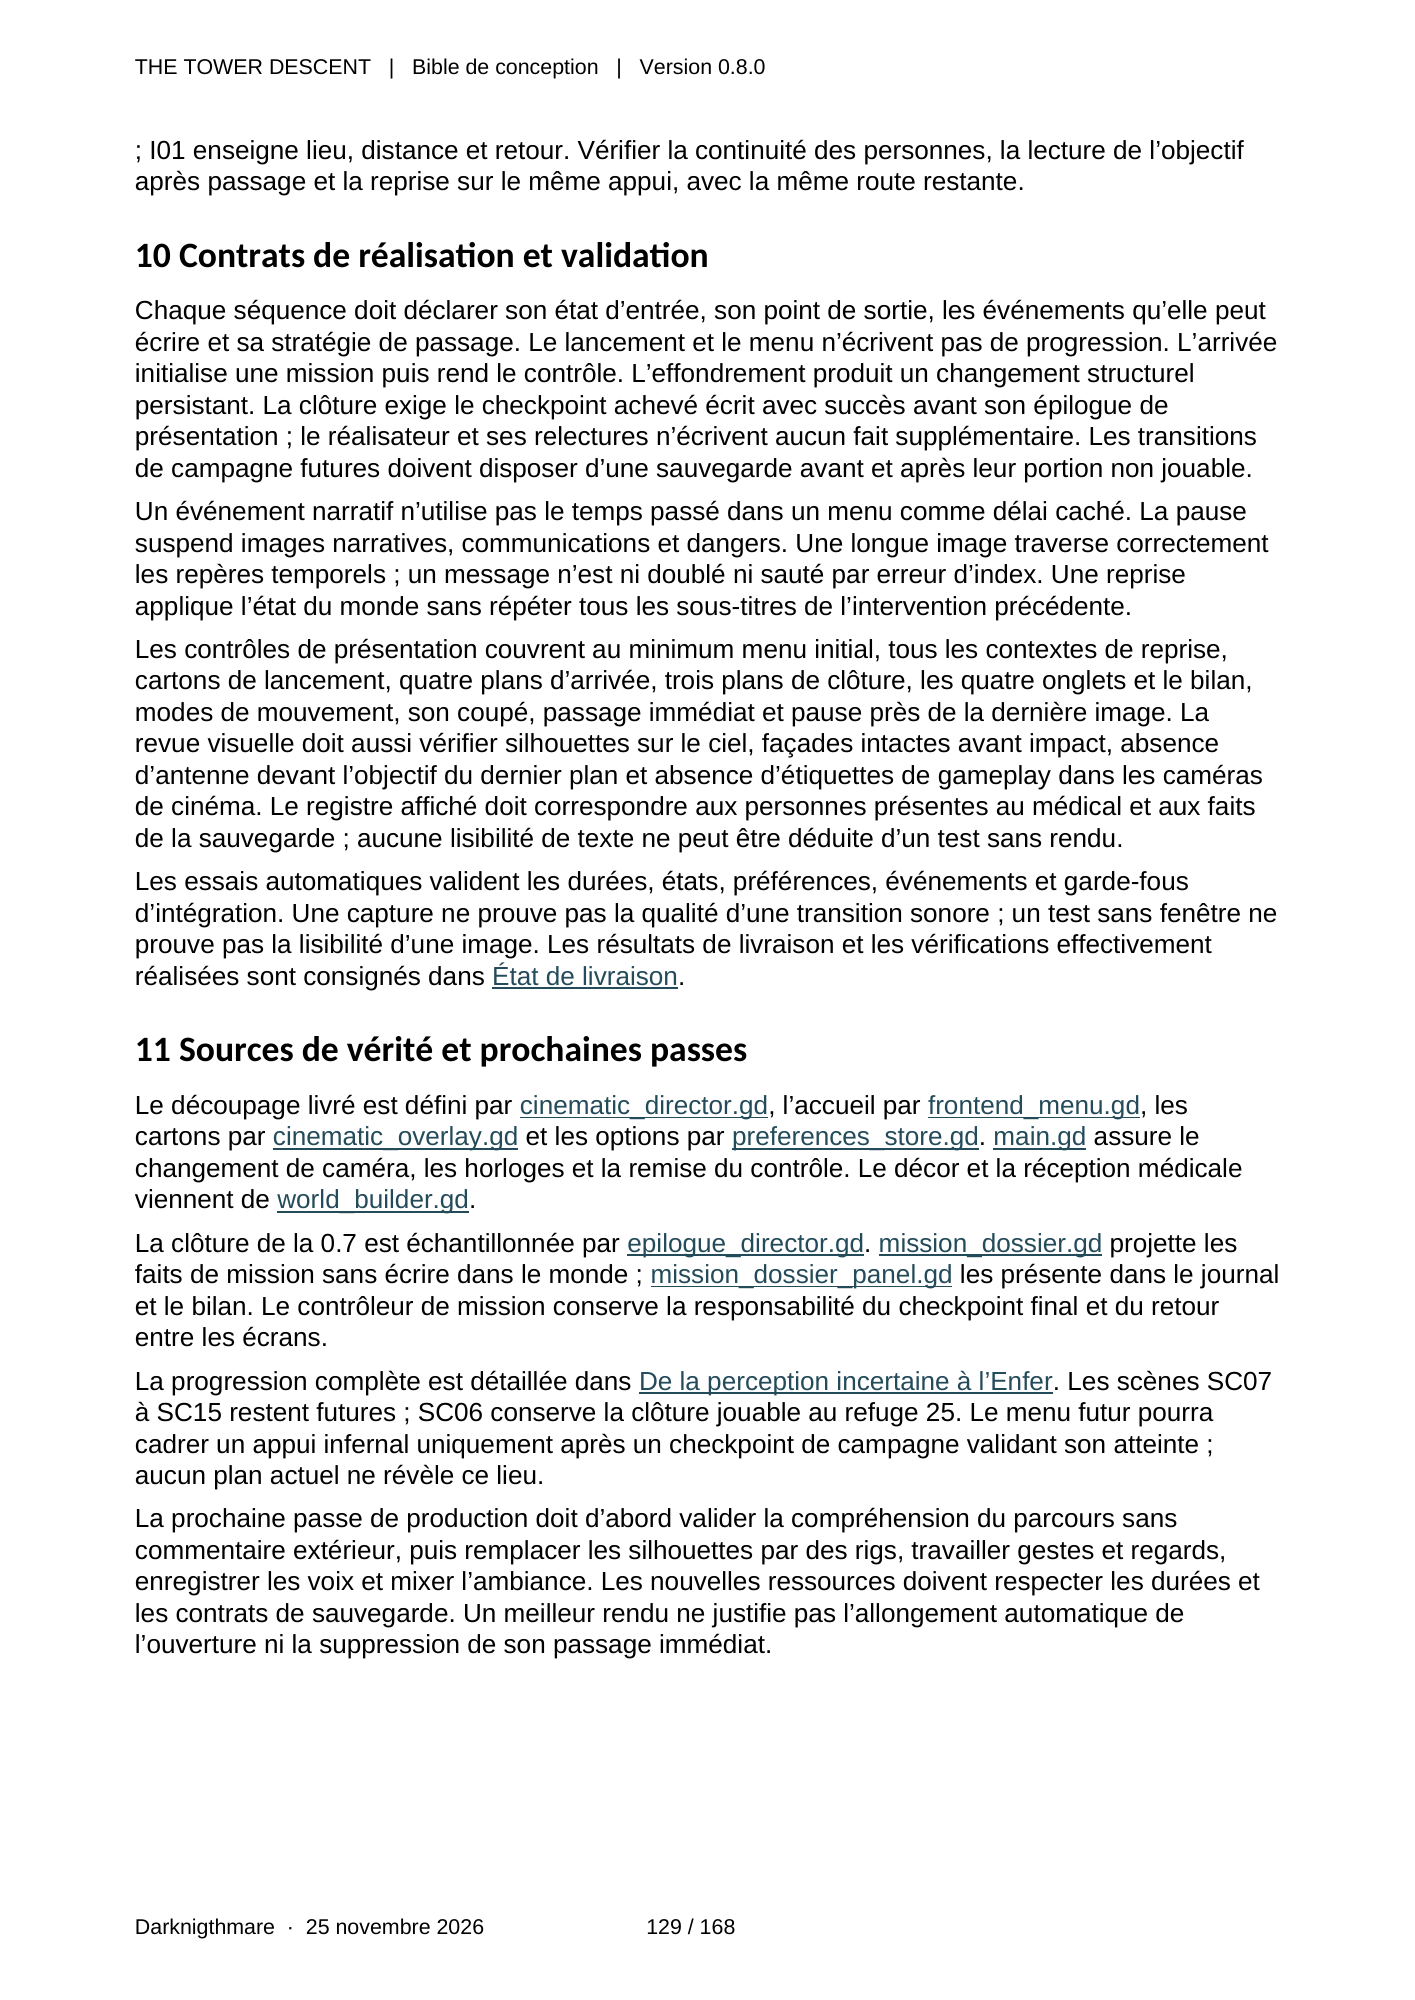 THE TOWER DESCENT | Bible de conception | Version 0.8.0
; I01 enseigne lieu, distance et retour. Vérifier la continuité des personnes, la lecture de l’objectif
après passage et la reprise sur le même appui, avec la même route restante.
10 Contrats de réalisation et validation
Chaque séquence doit déclarer son état d’entrée, son point de sortie, les événements qu’elle peut
écrire et sa stratégie de passage. Le lancement et le menu n’écrivent pas de progression. L’arrivée
initialise une mission puis rend le contrôle. L’effondrement produit un changement structurel
persistant. La clôture exige le checkpoint achevé écrit avec succès avant son épilogue de
présentation ; le réalisateur et ses relectures n’écrivent aucun fait supplémentaire. Les transitions
de campagne futures doivent disposer d’une sauvegarde avant et après leur portion non jouable.
Un événement narratif n’utilise pas le temps passé dans un menu comme délai caché. La pause
suspend images narratives, communications et dangers. Une longue image traverse correctement
les repères temporels ; un message n’est ni doublé ni sauté par erreur d’index. Une reprise
applique l’état du monde sans répéter tous les sous-titres de l’intervention précédente.
Les contrôles de présentation couvrent au minimum menu initial, tous les contextes de reprise,
cartons de lancement, quatre plans d’arrivée, trois plans de clôture, les quatre onglets et le bilan,
modes de mouvement, son coupé, passage immédiat et pause près de la dernière image. La
revue visuelle doit aussi vérifier silhouettes sur le ciel, façades intactes avant impact, absence
d’antenne devant l’objectif du dernier plan et absence d’étiquettes de gameplay dans les caméras
de cinéma. Le registre affiché doit correspondre aux personnes présentes au médical et aux faits
de la sauvegarde ; aucune lisibilité de texte ne peut être déduite d’un test sans rendu.
Les essais automatiques valident les durées, états, préférences, événements et garde-fous
d’intégration. Une capture ne prouve pas la qualité d’une transition sonore ; un test sans fenêtre ne
prouve pas la lisibilité d’une image. Les résultats de livraison et les vérifications effectivement
réalisées sont consignés dans État de livraison.
11 Sources de vérité et prochaines passes
Le découpage livré est défini par cinematic_director.gd, l’accueil par frontend_menu.gd, les
cartons par cinematic_overlay.gd et les options par preferences_store.gd. main.gd assure le
changement de caméra, les horloges et la remise du contrôle. Le décor et la réception médicale
viennent de world_builder.gd.
La clôture de la 0.7 est échantillonnée par epilogue_director.gd. mission_dossier.gd projette les
faits de mission sans écrire dans le monde ; mission_dossier_panel.gd les présente dans le journal
et le bilan. Le contrôleur de mission conserve la responsabilité du checkpoint final et du retour
entre les écrans.
La progression complète est détaillée dans De la perception incertaine à l’Enfer. Les scènes SC07
à SC15 restent futures ; SC06 conserve la clôture jouable au refuge 25. Le menu futur pourra
cadrer un appui infernal uniquement après un checkpoint de campagne validant son atteinte ;
aucun plan actuel ne révèle ce lieu.
La prochaine passe de production doit d’abord valider la compréhension du parcours sans
commentaire extérieur, puis remplacer les silhouettes par des rigs, travailler gestes et regards,
enregistrer les voix et mixer l’ambiance. Les nouvelles ressources doivent respecter les durées et
les contrats de sauvegarde. Un meilleur rendu ne justifie pas l’allongement automatique de
l’ouverture ni la suppression de son passage immédiat.
Darknigthmare · 25 novembre 2026 129 / 168